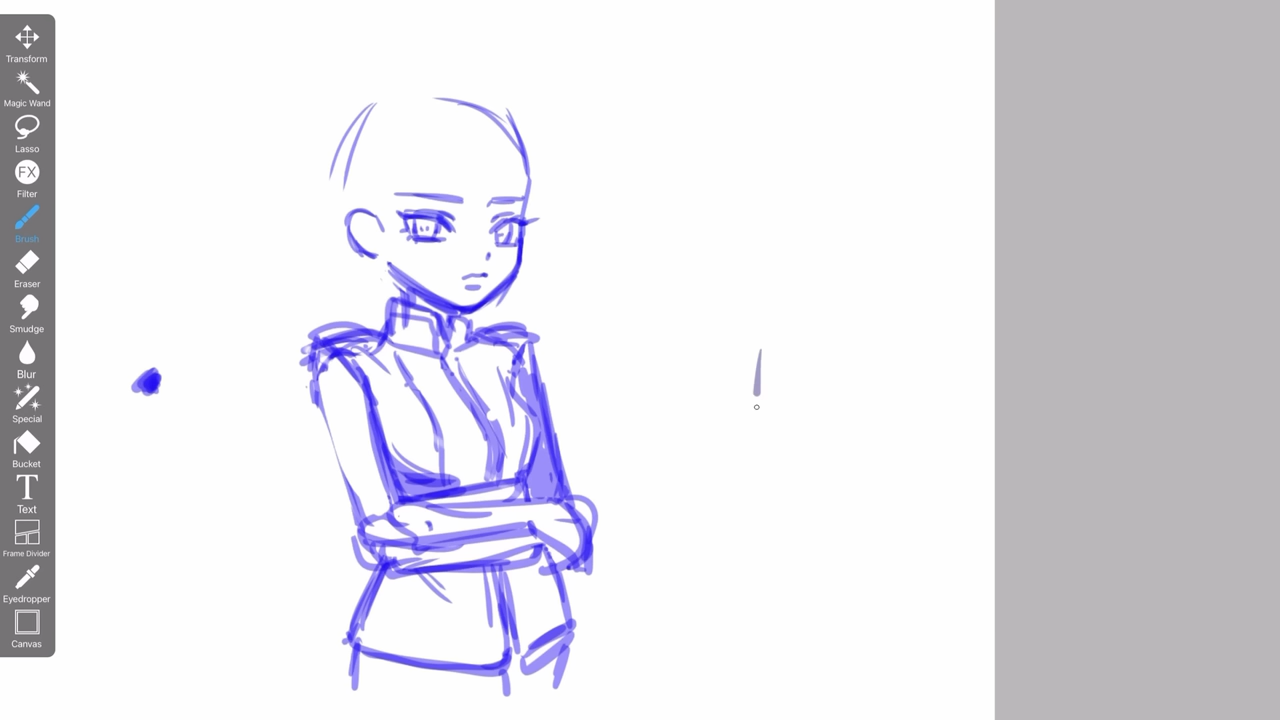 Transform
Magic Wand
Lasso
FX
Filter
Brush
Eraser
Smudge
Blur
Special
Bucket
T
Text
Frame Divider
Eyedropper
Canvas